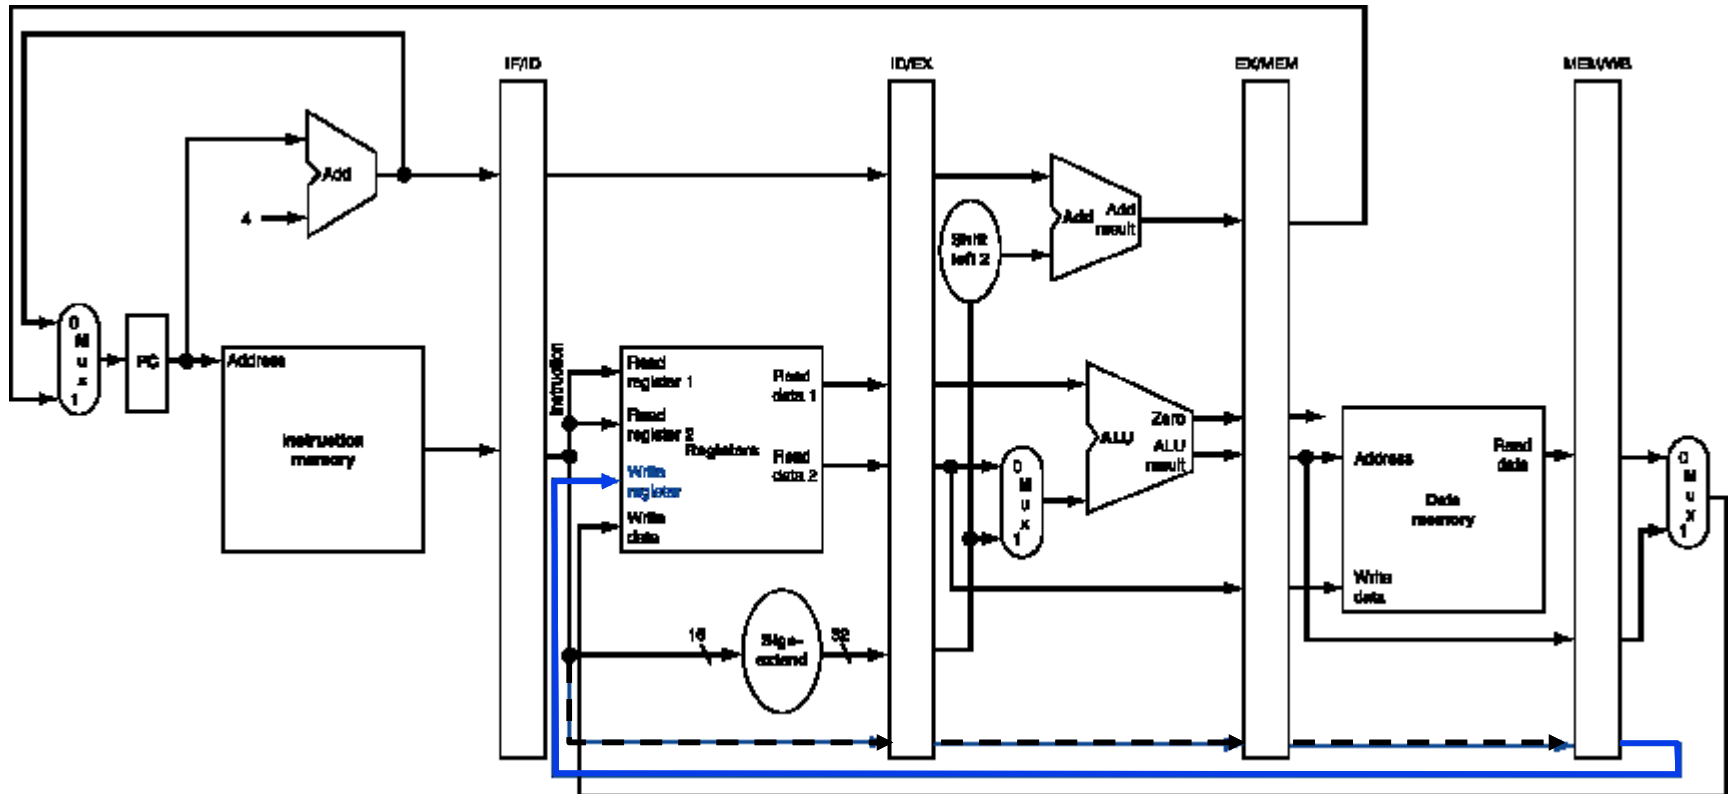 IF/ID
ID/EX
EX/MEM
MEM/WB
Add
4
Shift
left 2
Add
Add
result
0
M
u
x
1
PC
Address
Instruction
memory
Instruction
Read
register 1
Read
register 2
Registers
Write
register
Write
data
Read
data 1
Read
data 2
0
M
u
x
1
Zero
ALU
ALU
result
Address
Read
data
Data
memory
Write
data
0
M
u
x
1
16
Sign-
extend
32